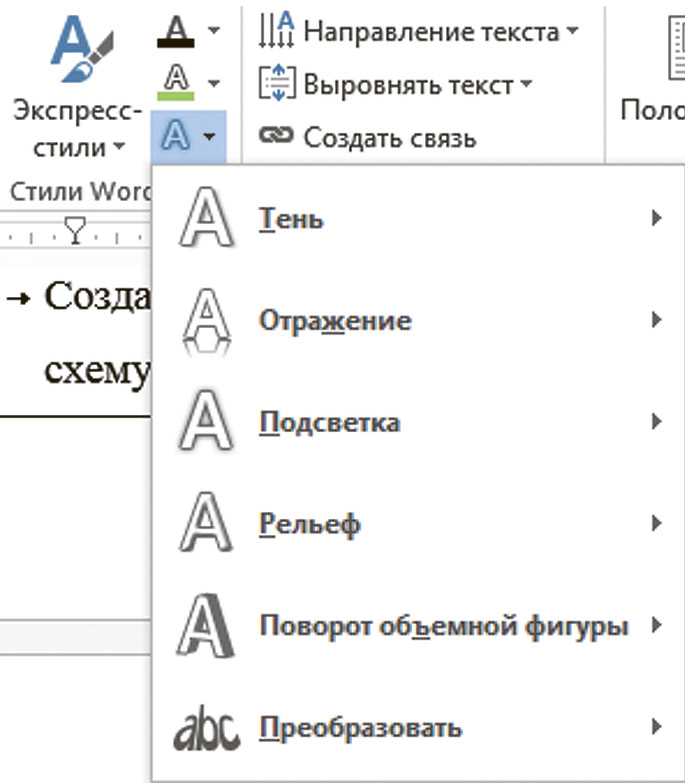 Экспресс-
стили
Стили Word
Направление текста
Выровнять текст
Создать связь
Поло
Созда
схему
Тень
Отражение
Подсветка
Рельеф
Поворот объемной фигуры
abc Преобразовать